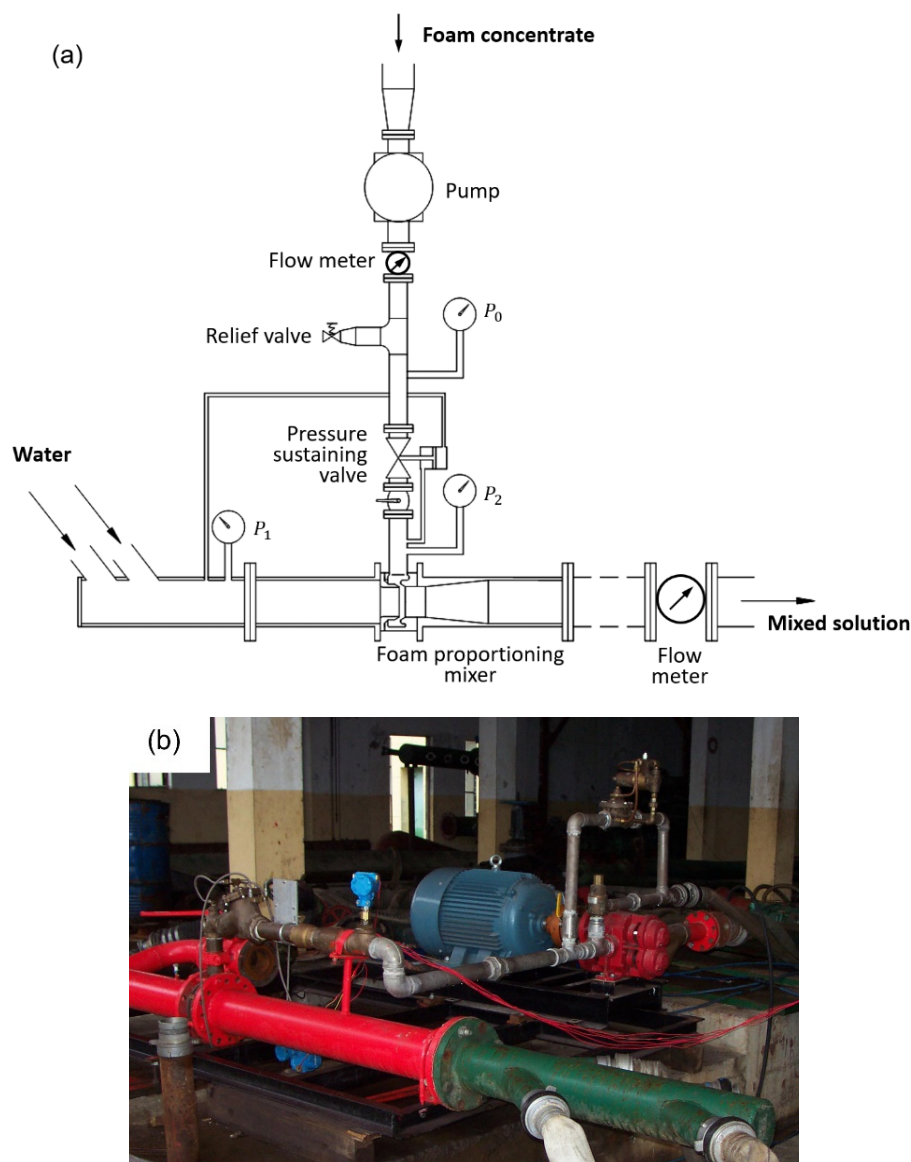 (a)
Foam concentrate
Pump
Flow meter
P₀
Relief valve
Pressure
sustaining
valve
Water
P₂
P₁
Mixed solution
Foam proportioning
mixer
Flow
meter
(b)